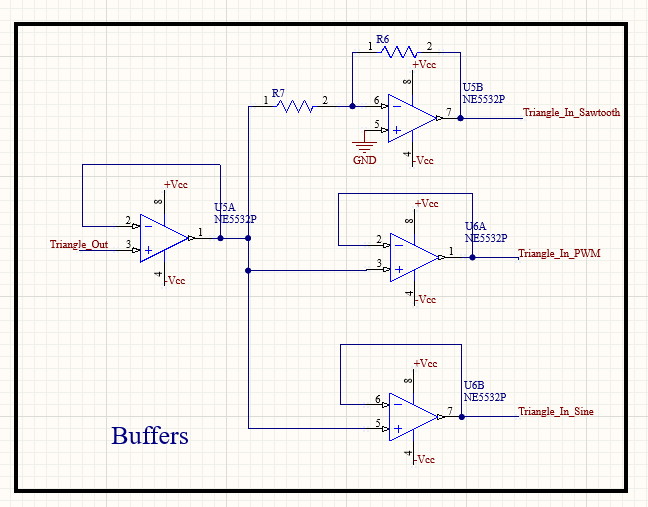 R6
1 2
+Vcc
8
U5B
NE5532P
R7
1 2
6
7
Triangle_In_Sawtooth
5
GND
4
-Vcc
+Vcc
8
U5A
NE5532P
2
1
Triangle_Out
3
4
-Vcc
+Vcc
8
U6A
NE5532P
2
1
Triangle_In_PWM
3
4
-Vcc
+Vcc
8
U6B
NE5532P
6
7
Triangle_In_Sine
5
4
-Vcc
Buffers